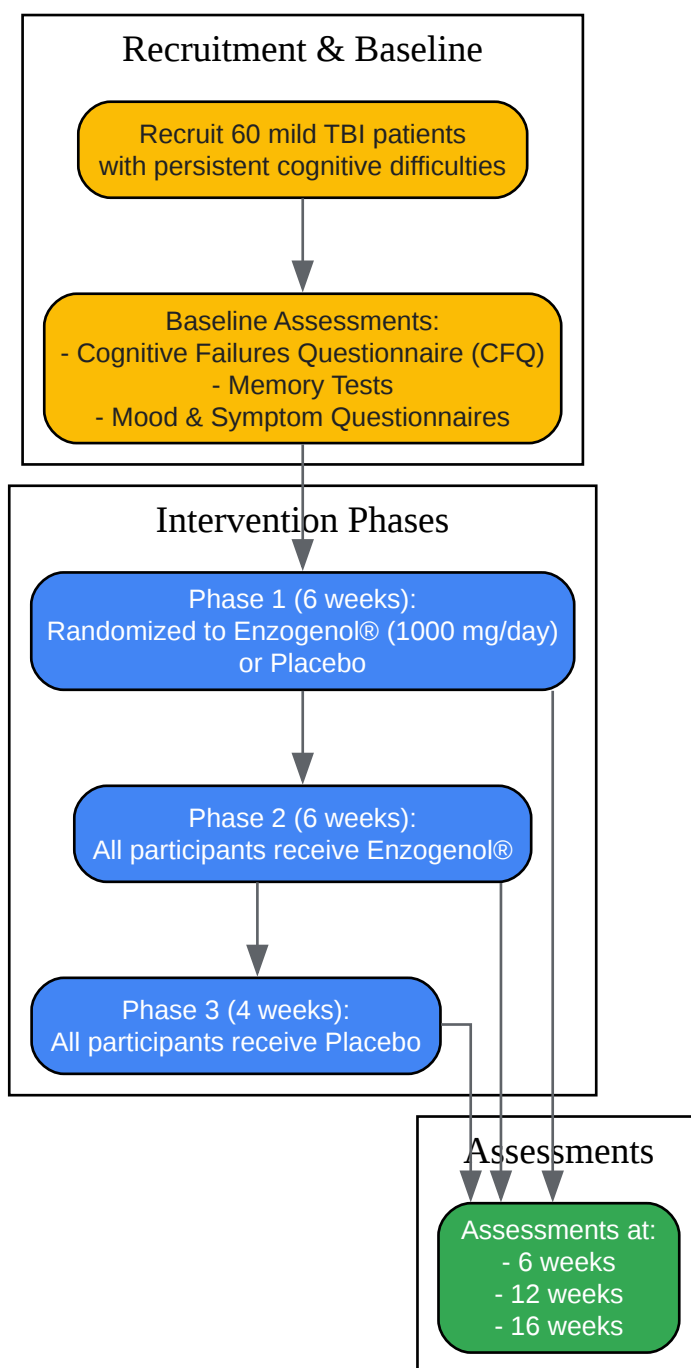 Recruitment & Baseline
Recruit 60 mild TBI patients
with persistent cognitive difficulties
Baseline Assessments:
- Cognitive Failures Questionnaire (CFQ)
- Memory Tests
- Mood & Symptom Questionnaires
Intervention Phases
Phase 1 (6 weeks):
Randomized to Enzogenol® (1000 mg/day)
or Placebo
Phase 2 (6 weeks):
All participants receive Enzogenol®
Phase 3 (4 weeks):
All participants receive Placebo
Assessments
Assessments at:
- 6 weeks
- 12 weeks
- 16 weeks